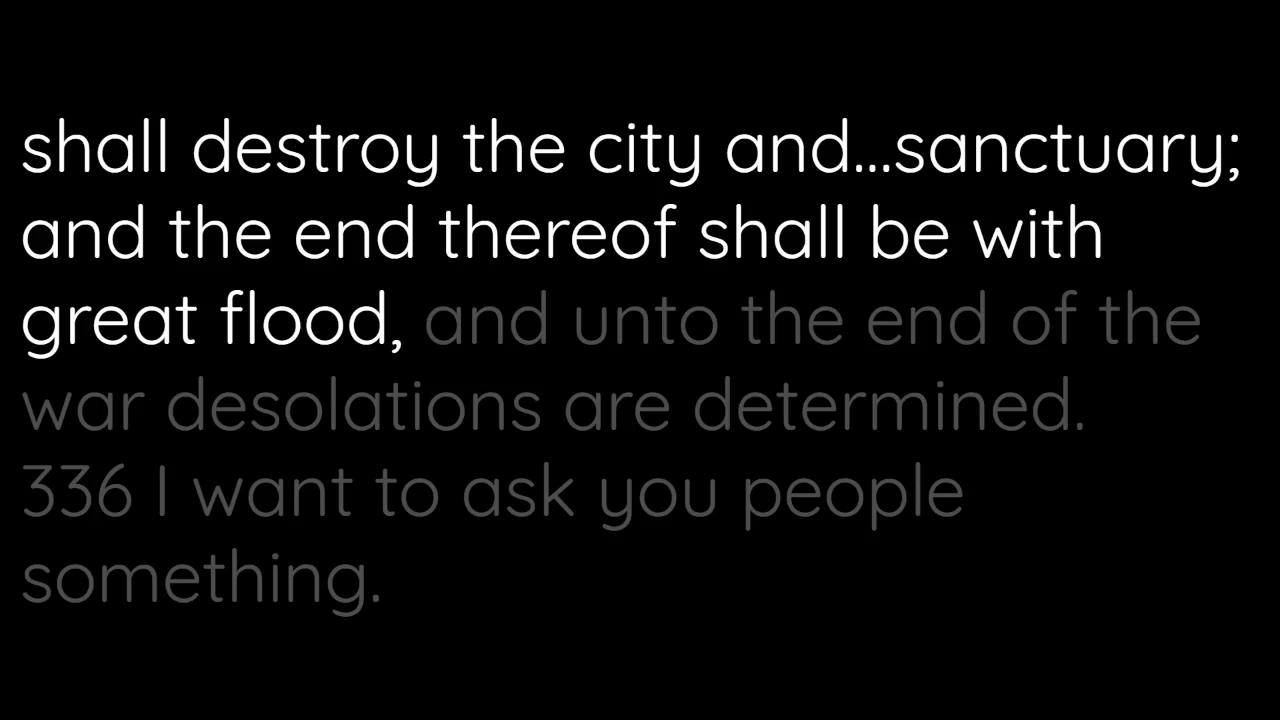 shall destroy the city and...sanctuary;
and the end thereof shall be with
great flood, and unto the end of the
war desolations are determined.
336 I want to ask you people
something.